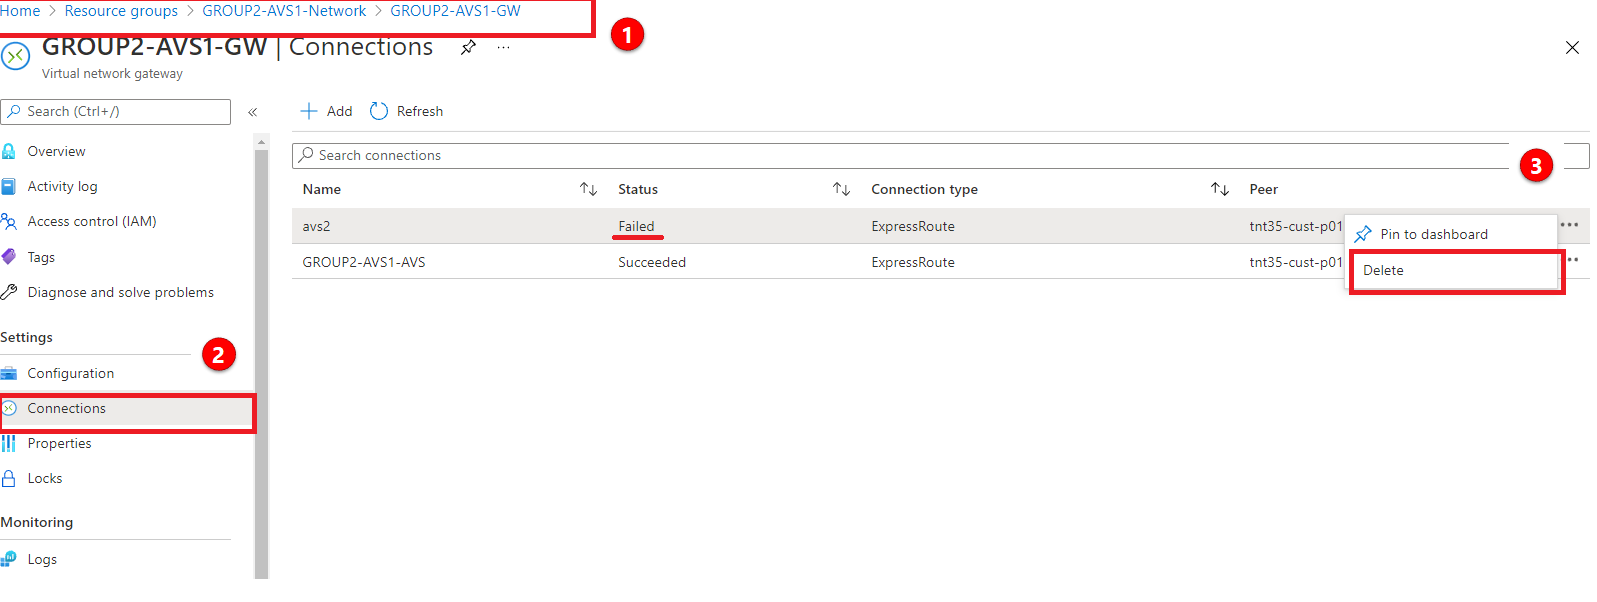 Home > Resource groups > GROUP2-AVS1-Network > GROUP2-AVS1-GW
1
GROUP2-AVS1-GW | Connections ...
Virtual network gateway
Search (Ctrl+/) «
Overview
Activity log
Access control (IAM)
Tags
Diagnose and solve problems
Settings
2
Configuration
Connections
Properties
Locks
Monitoring
Logs
Add Refresh
Search connections
3
Name Status Connection type Peer
avs2 Failed ExpressRoute tnt35-cust-p01 ...
GROUP2-AVS1-AVS Succeeded ExpressRoute tnt35-cust-p01
Pin to dashboard
Delete